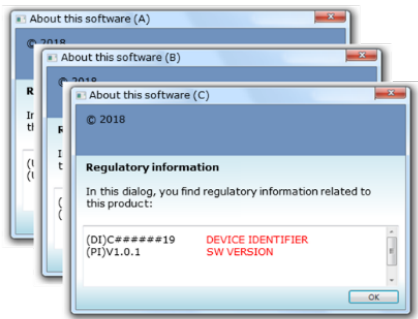 About this software (A)
© 2018
About this software (B)
© 2018
About this software (C)
© 2018
Regulatory information
In this dialog, you find regulatory information related to
this product:
(DI)C######19 DEVICE IDENTIFIER
(PI)V1.0.1 SW VERSION
OK